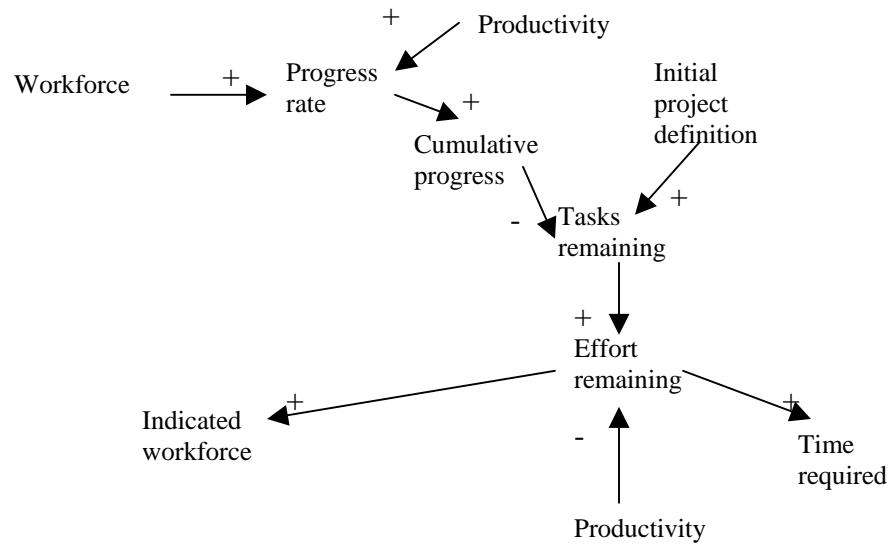 +
Productivity
Workforce
+
Progress
rate
Initial
project
definition
+
Cumulative
progress
+
-
Tasks
remaining
+
Effort
remaining
+
+
Indicated
workforce
-
Time
required
Productivity